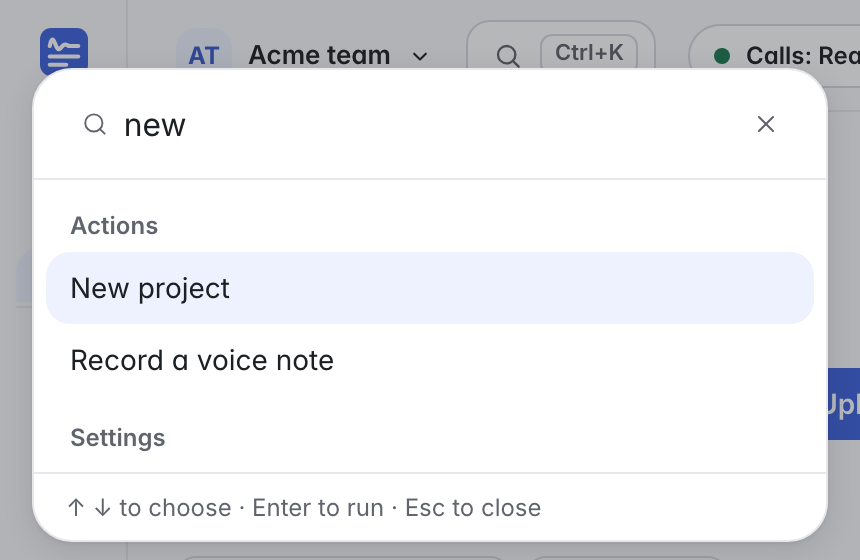 AT Acme team Ctrl+K Calls:
new
Actions
New project
Record a voice note
Settings
↑ ↓ to choose · Enter to run · Esc to close